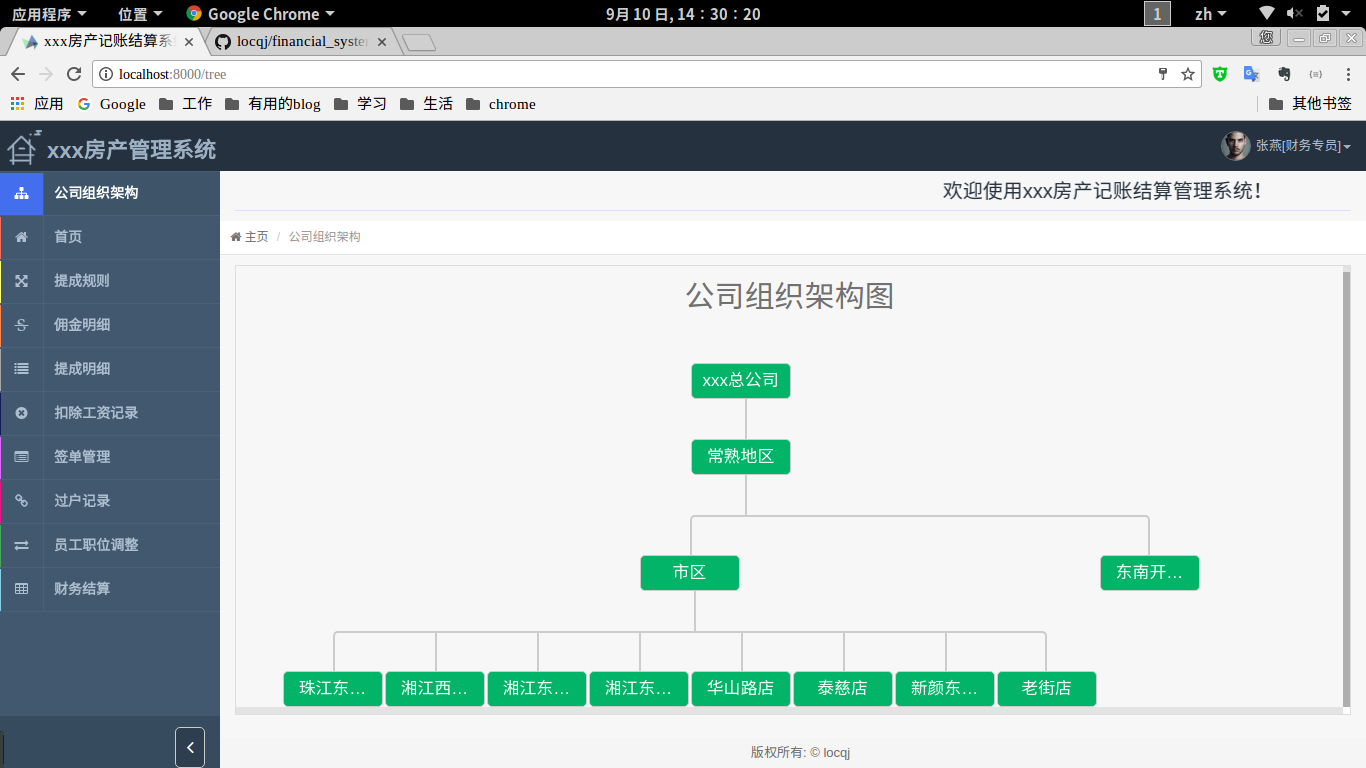 应用程序 位置 Google Chrome 9月10日, 14：30：20 1 zh
xxx房产记账结算系 locqj/financial_syste 您
localhost:8000/tree
应用 Google 工作 有用的blog 学习 生活 chrome 其他书签
xxx房产管理系统 张燕[财务专员]
公司组织架构
欢迎使用xxx房产记账结算管理系统！
首页
主页 / 公司组织架构
提成规则
公司组织架构图
佣金明细
提成明细
xxx总公司
扣除工资记录
签单管理
常熟地区
过户记录
员工职位调整
市区 东南开...
财务结算
珠江东... 湘江西... 湘江东... 湘江东... 华山路店 泰慈店 新颜东... 老街店
版权所有: © locqj